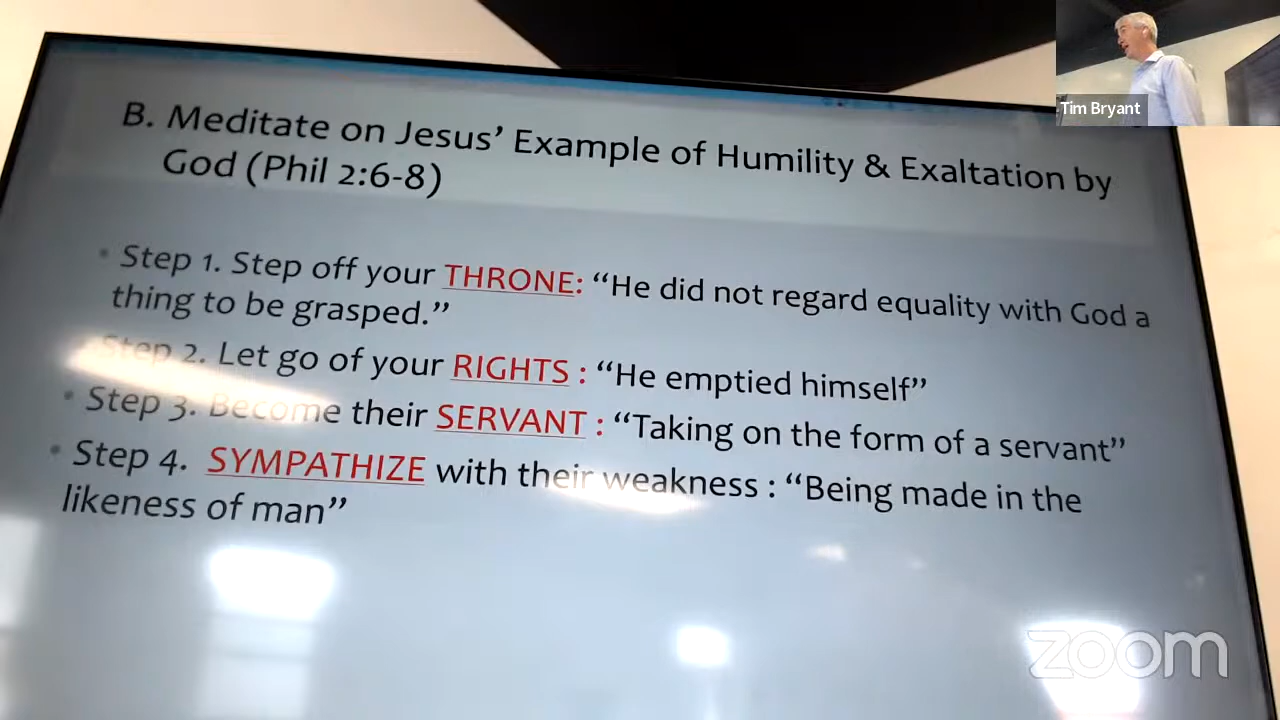 Tim Bryant
B. Meditate on Jesus’ Example of Humility & Exaltation by
God (Phil 2:6-8)
• Step 1. Step off your THRONE: “He did not regard equality with God a
thing to be grasped.”
Step 2. Let go of your RIGHTS : “He emptied himself”
• Step 3. Become their SERVANT : “Taking on the form of a servant”
• Step 4. SYMPATHIZE with their weakness : “Being made in the
likeness of man”
zoom